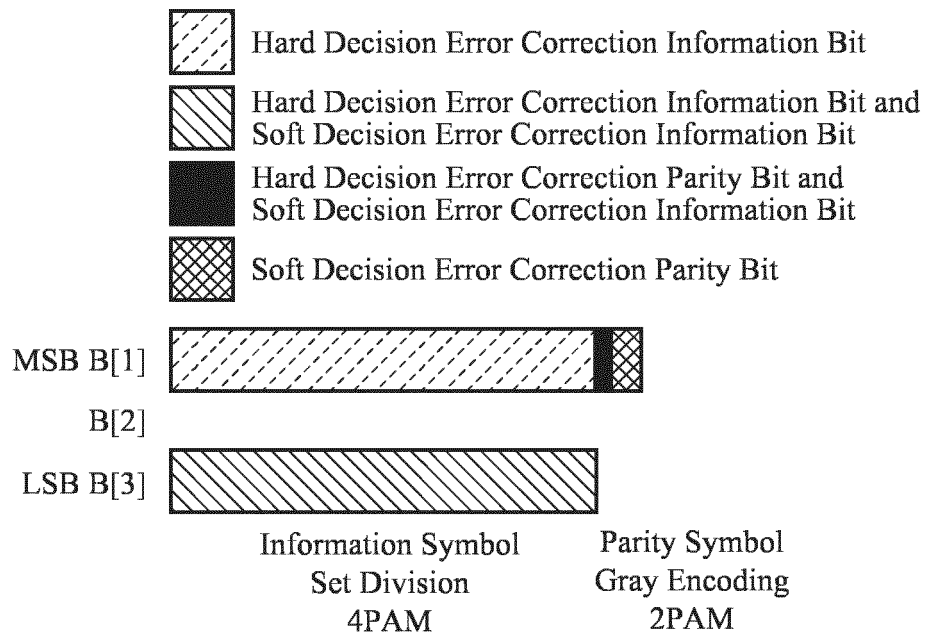 Hard Decision Error Correction Information Bit
Hard Decision Error Correction Information Bit and
Soft Decision Error Correction Information Bit
Hard Decision Error Correction Parity Bit and
Soft Decision Error Correction Information Bit
Soft Decision Error Correction Parity Bit
MSB B[1]
B[2]
LSB B[3]
Information Symbol
Set Division
4PAM
Parity Symbol
Gray Encoding
2PAM